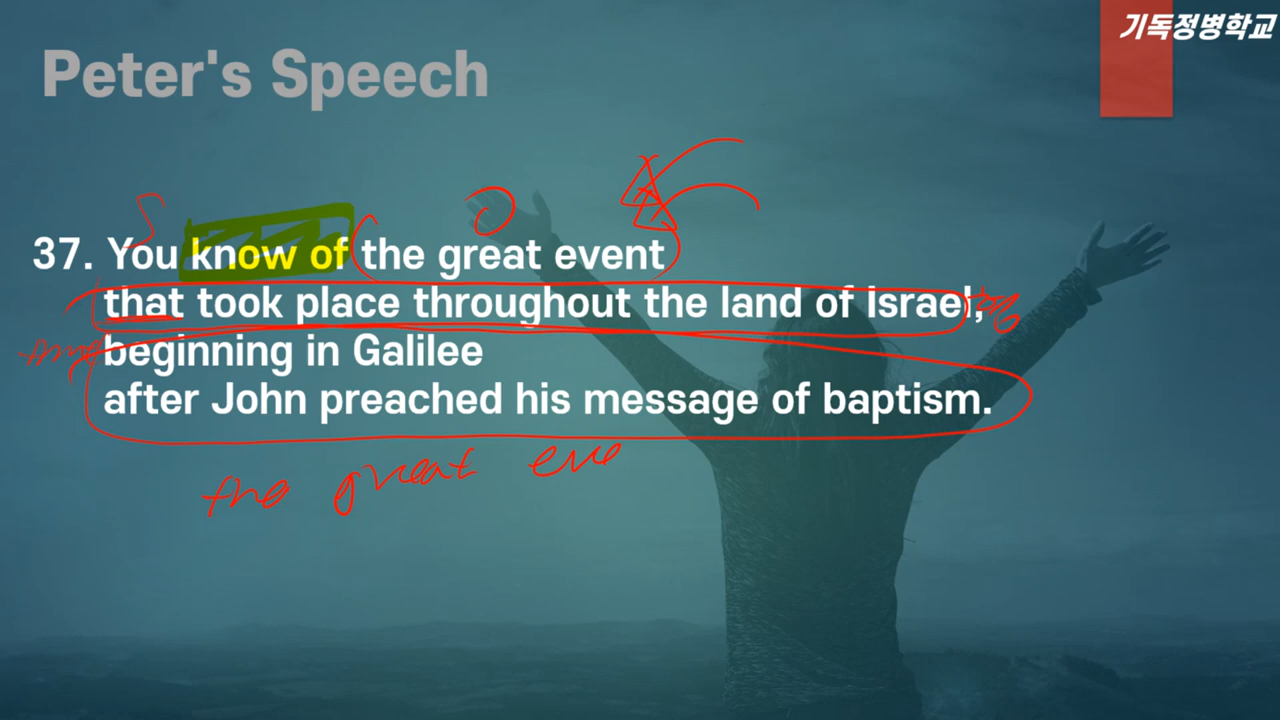 기독정병학교
Peter's Speech
S O
37. You know of the great event
that took place throughout the land of Israel,
beginning in Galilee
after John preached his message of baptism.
the great eve